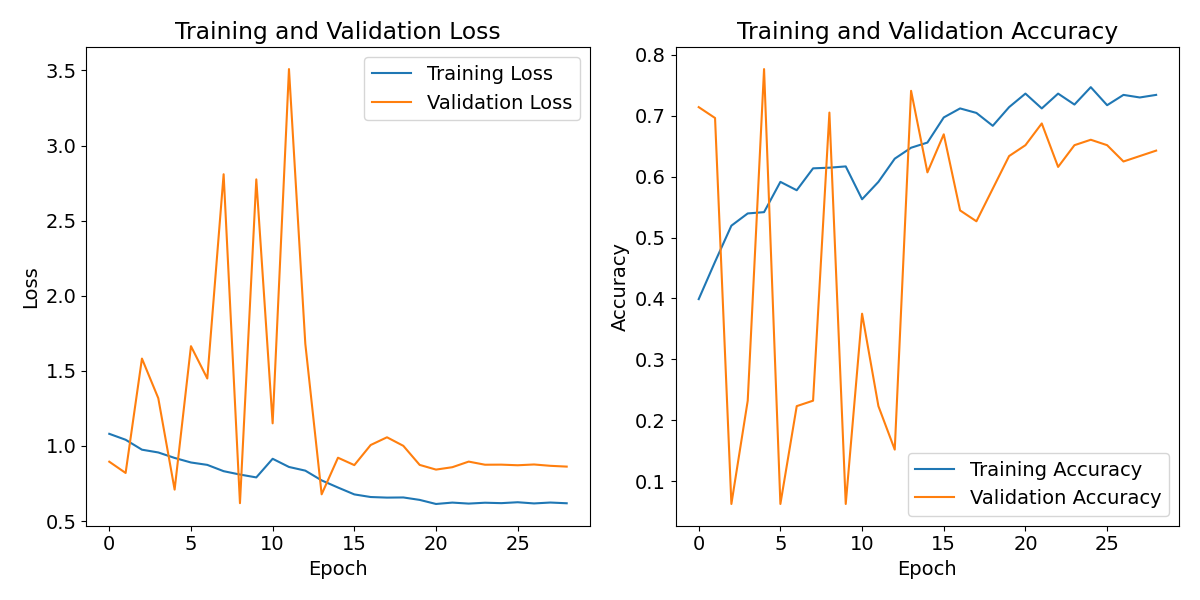 Training and Validation Loss
3.5
3.0
2.5
2.0
1.5
1.0
0.5
Loss
0
5
10
15
20
25
Epoch
Training Loss
Validation Loss
Training and Validation Accuracy
0.8
0.7
0.6
0.5
0.4
0.3
0.2
0.1
Accuracy
0
5
10
15
20
25
Epoch
Training Accuracy
Validation Accuracy